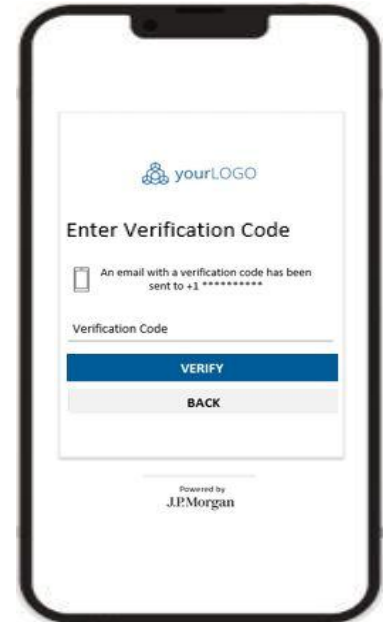 yourLOGO
Enter Verification Code
An email with a verification code has been
sent to +1 **********
Verification Code
VERIFY
BACK
Powered by
J.P.Morgan